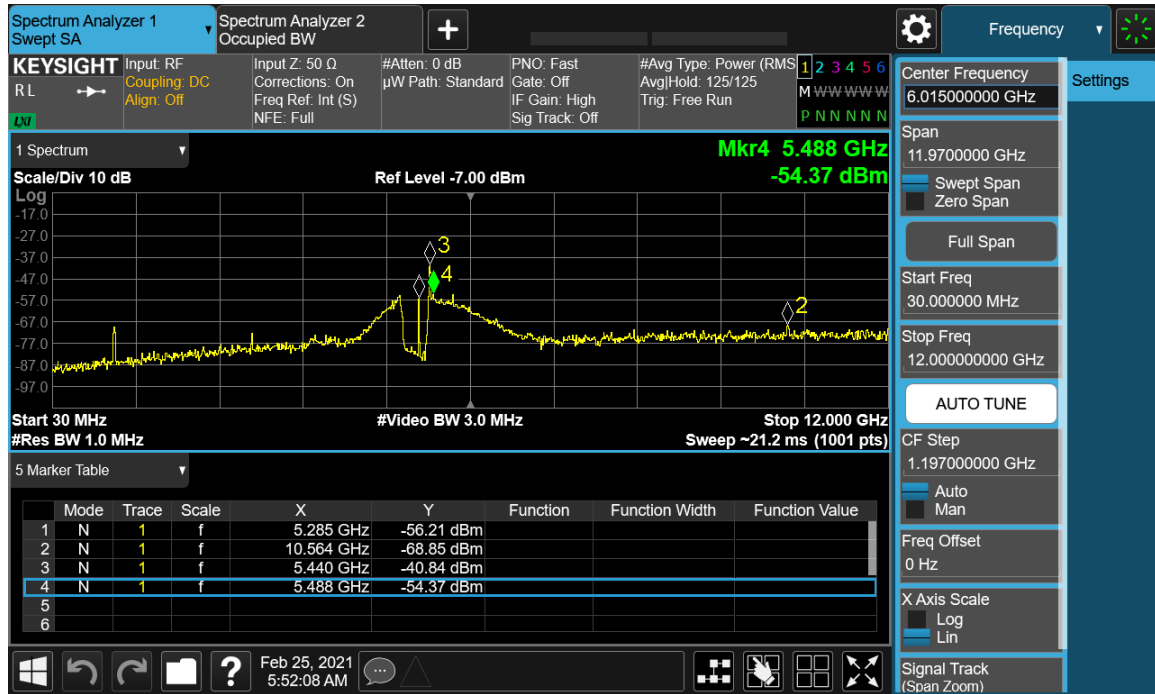 Spectrum Analyzer 1
Swept SA
Spectrum Analyzer 2
Occupied BW
Frequency
KEYSIGHT
R L
LXI
Input: RF
Coupling: DC
Align: Off
Input Z: 50 Ω
Corrections: On
Freq Ref: Int (S)
NFE: Full
#Atten: 0 dB
µW Path: Standard
PNO: Fast
Gate: Off
IF Gain: High
Sig Track: Off
#Avg Type: Power (RMS
Avg|Hold: 125/125
Trig: Free Run
1 2 3 4 5 6
M W W W W W
P N N N N N
1 Spectrum
Mkr4 5.488 GHz
-54.37 dBm
Scale/Div 10 dB
Ref Level -7.00 dBm
Log
-17.0
-27.0
-37.0
-47.0
-57.0
-67.0
-77.0
-87.0
-97.0
3
4
2
Start 30 MHz
#Video BW 3.0 MHz
Stop 12.000 GHz
#Res BW 1.0 MHz
Sweep ~21.2 ms (1001 pts)
5 Marker Table
Mode Trace Scale X Y Function Function Width Function Value
1 N 1 f 5.285 GHz -56.21 dBm
2 N 1 f 10.564 GHz -68.85 dBm
3 N 1 f 5.440 GHz -40.84 dBm
4 N 1 f 5.488 GHz -54.37 dBm
5
6
?
Feb 25, 2021
5:52:08 AM
Center Frequency
6.015000000 GHz
Settings
Span
11.9700000 GHz
Swept Span
Zero Span
Full Span
Start Freq
30.000000 MHz
Stop Freq
12.000000000 GHz
AUTO TUNE
CF Step
1.197000000 GHz
Auto
Man
Freq Offset
0 Hz
X Axis Scale
Log
Lin
Signal Track
(Span Zoom)